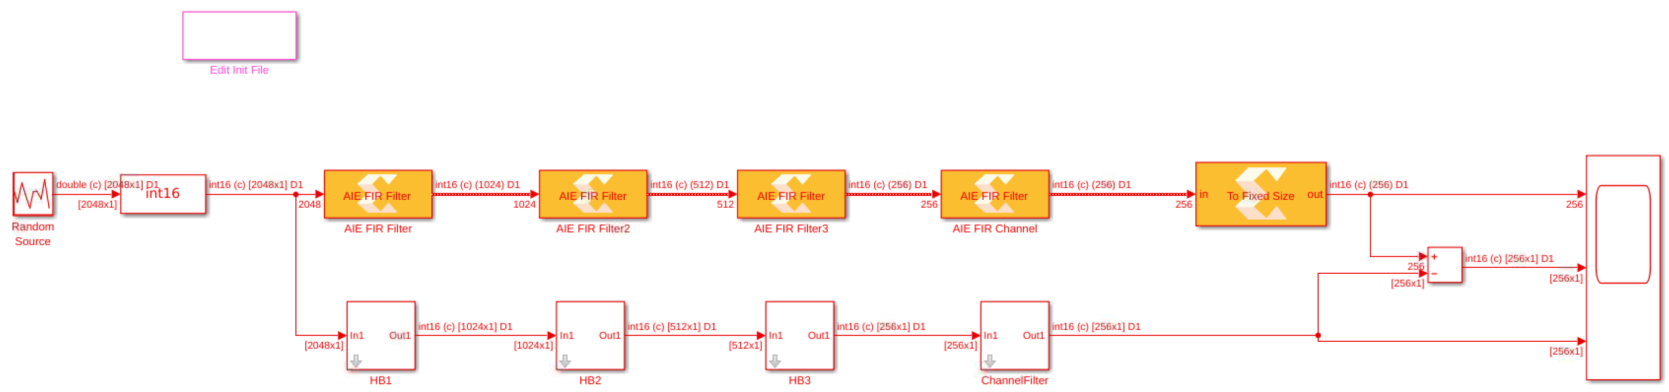 Edit Init File
double (c) [2048x1] D1
[2048x1]
Random
Source
int16
int16 (c) [2048x1] D1
2048
AIE FIR Filter
AIE FIR Filter
int16 (c) (1024) D1
1024
AIE FIR Filter
AIE FIR Filter2
int16 (c) (512) D1
512
AIE FIR Filter
AIE FIR Filter3
int16 (c) (256) D1
256
AIE FIR Filter
AIE FIR Channel
int16 (c) (256) D1
256
in
To Fixed Size
out
int16 (c) (256) D1
256
+
256
−
[256x1]
int16 (c) [256x1] D1
[256x1]
[2048x1]
In1
Out1
HB1
int16 (c) [1024x1] D1
[1024x1]
In1
Out1
HB2
int16 (c) [512x1] D1
[512x1]
In1
Out1
HB3
int16 (c) [256x1] D1
[256x1]
In1
Out1
ChannelFilter
int16 (c) [256x1] D1
[256x1]